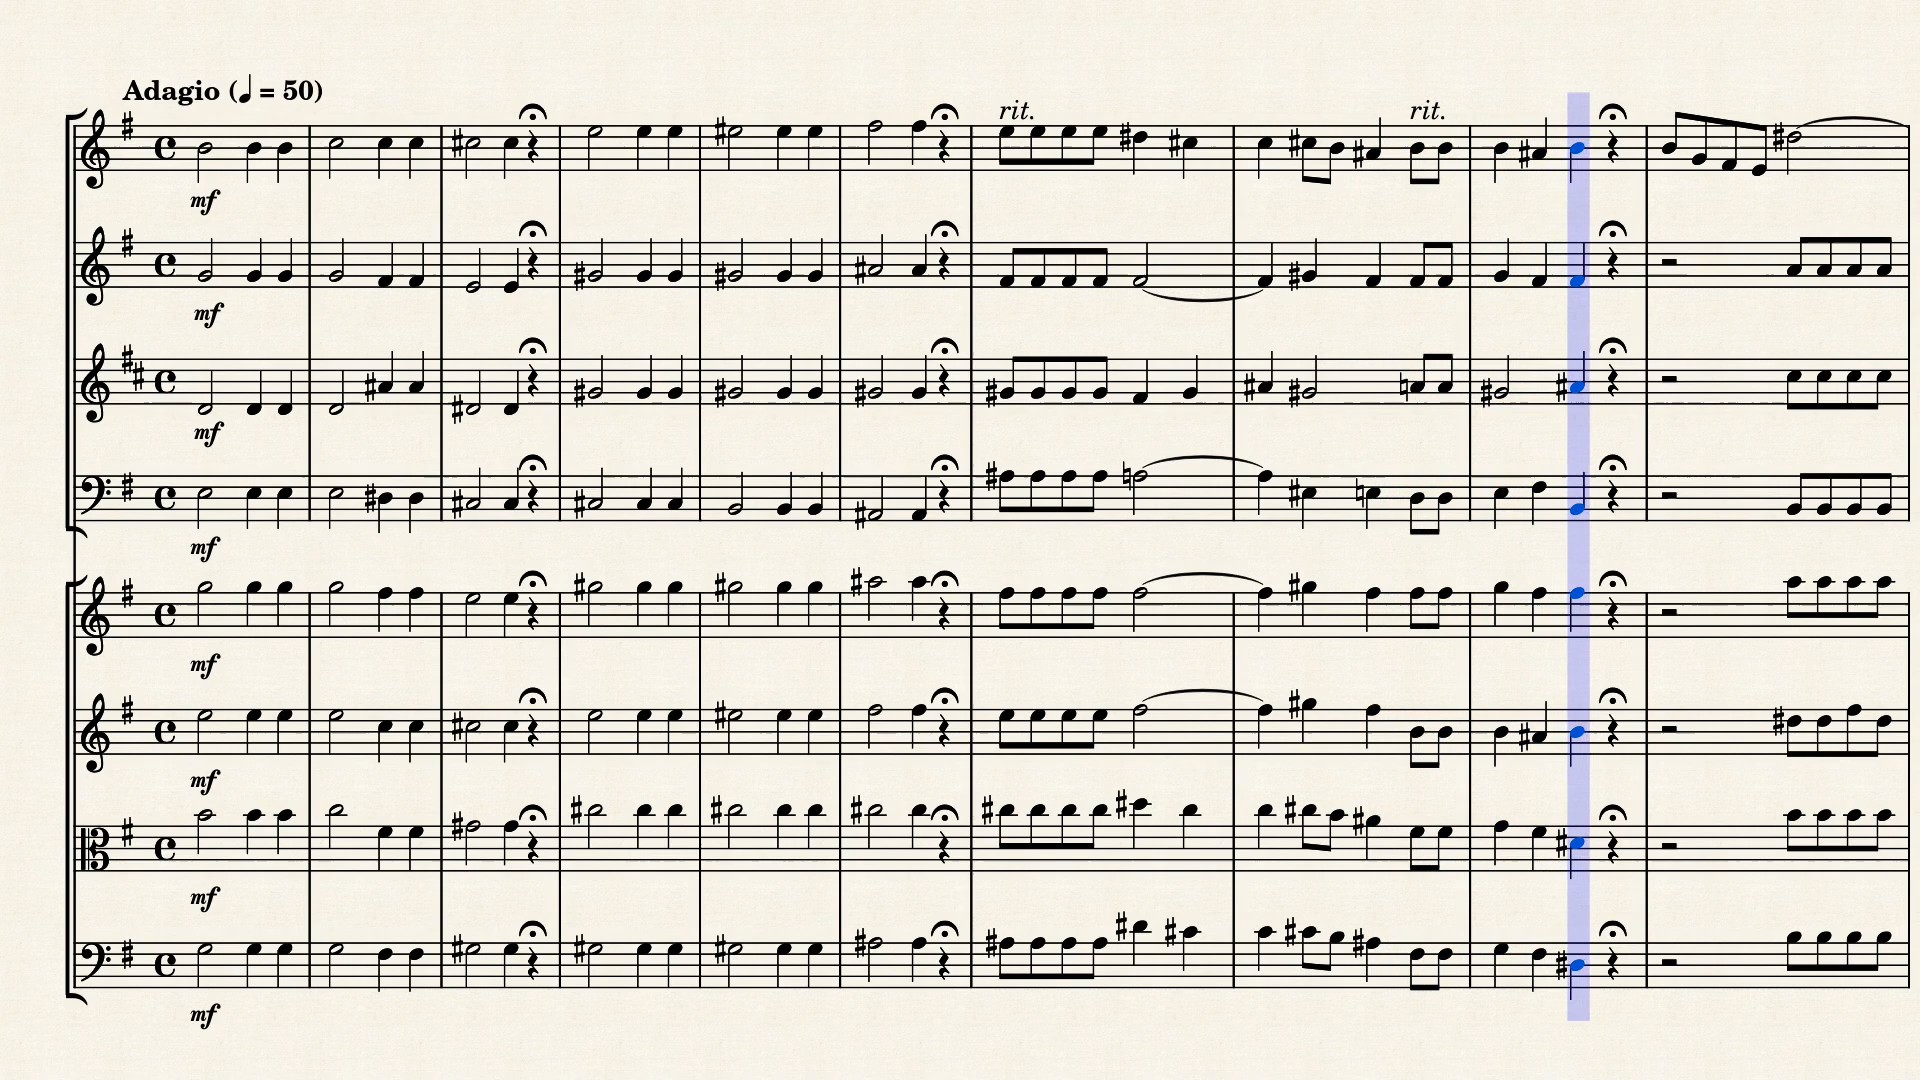 Adagio (♩ = 50)
rit. rit.
mf
mf
mf
mf
mf
mf
mf
mf